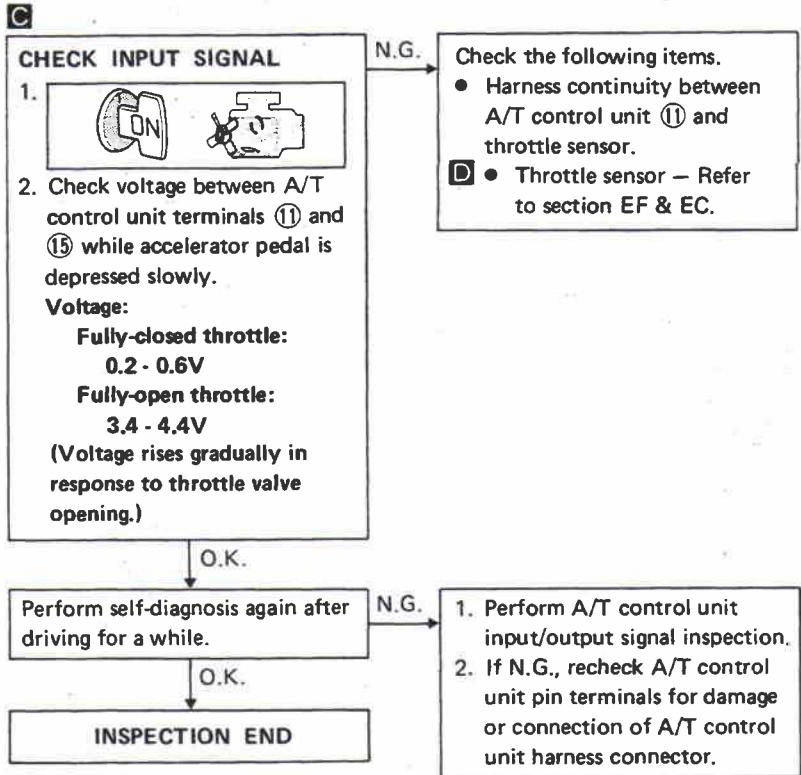 C
CHECK INPUT SIGNAL
1.
ON
2. Check voltage between A/T
control unit terminals ⑪ and
⑮ while accelerator pedal is
depressed slowly.
Voltage:
Fully-closed throttle:
0.2 - 0.6V
Fully-open throttle:
3.4 - 4.4V
(Voltage rises gradually in
response to throttle valve
opening.)
N.G.
Check the following items.
● Harness continuity between
A/T control unit ⑪ and
throttle sensor.
D ● Throttle sensor — Refer
to section EF & EC.
O.K.
Perform self-diagnosis again after
driving for a while.
N.G.
1. Perform A/T control unit
input/output signal inspection.
2. If N.G., recheck A/T control
unit pin terminals for damage
or connection of A/T control
unit harness connector.
O.K.
INSPECTION END